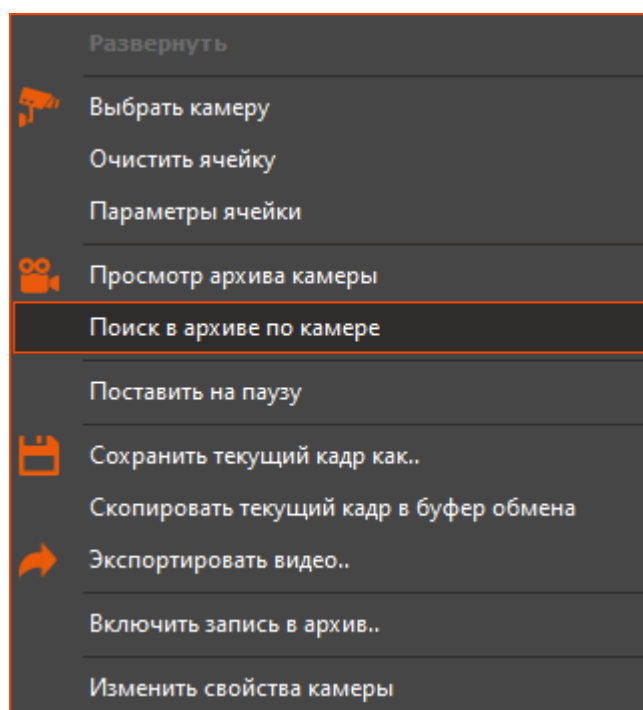 Развернуть
Выбрать камеру
Очистить ячейку
Параметры ячейки
Просмотр архива камеры
Поиск в архиве по камере
Поставить на паузу
Сохранить текущий кадр как..
Скопировать текущий кадр в буфер обмена
Экспортировать видео..
Включить запись в архив..
Изменить свойства камеры